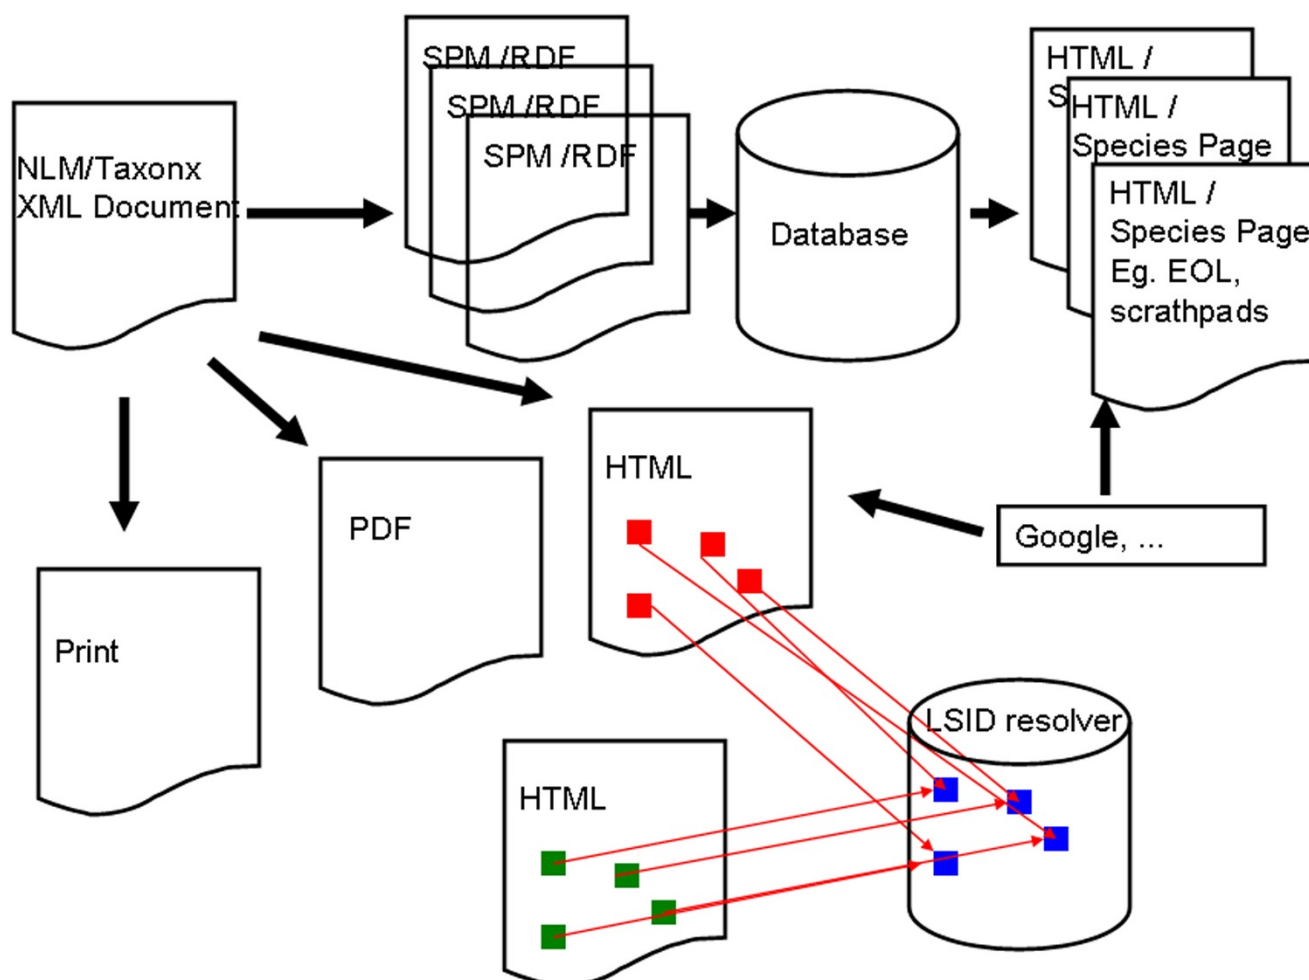 SPM /RDF
SPM /RDF
SPM /RDF
NLM/Taxonx
XML Document
Database
HTML /
S
HTML /
Species Page
HTML /
Species Page
Eg. EOL,
scrathpads
HTML
PDF
Google, ...
Print
LSID resolver
HTML